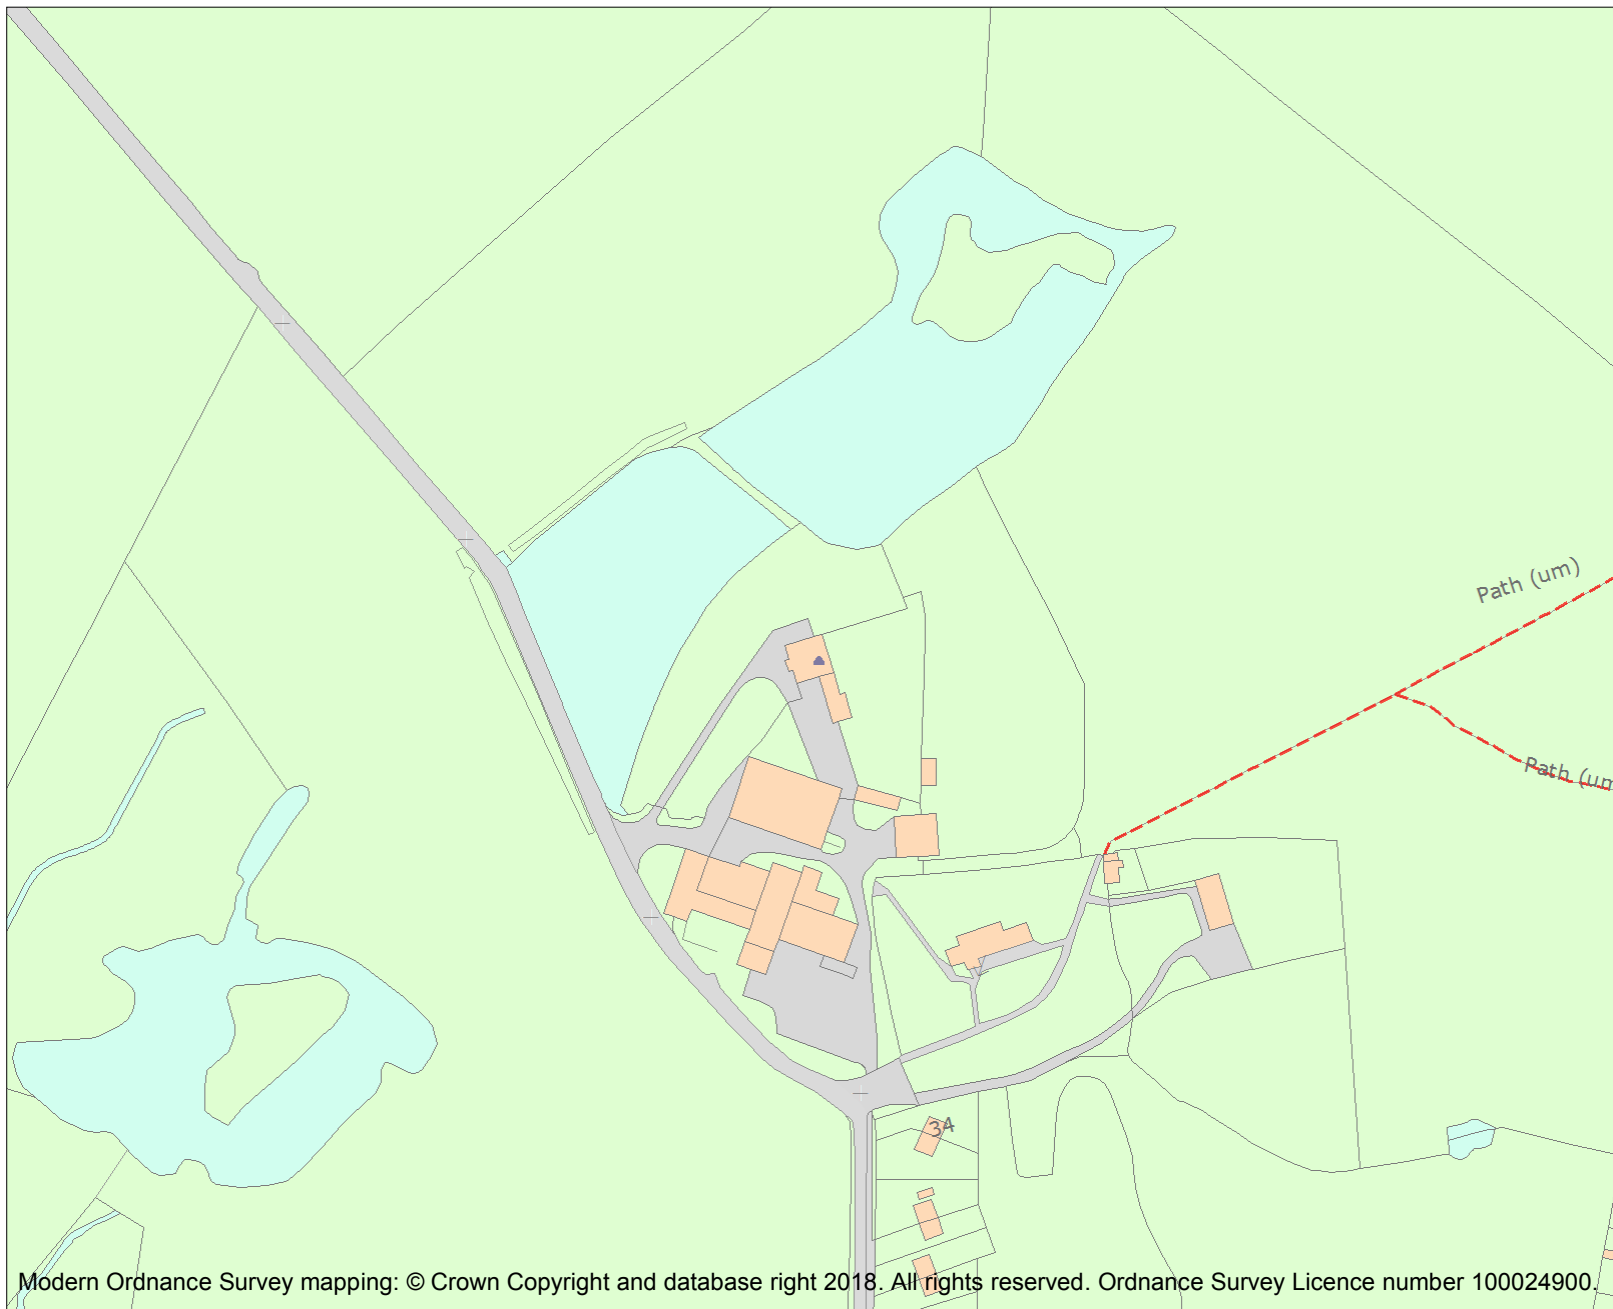 Path (um)
Path (um
34
Modern Ordnance Survey mapping: © Crown Copyright and database right 2018. All rights reserved. Ordnance Survey Licence number 100024900.